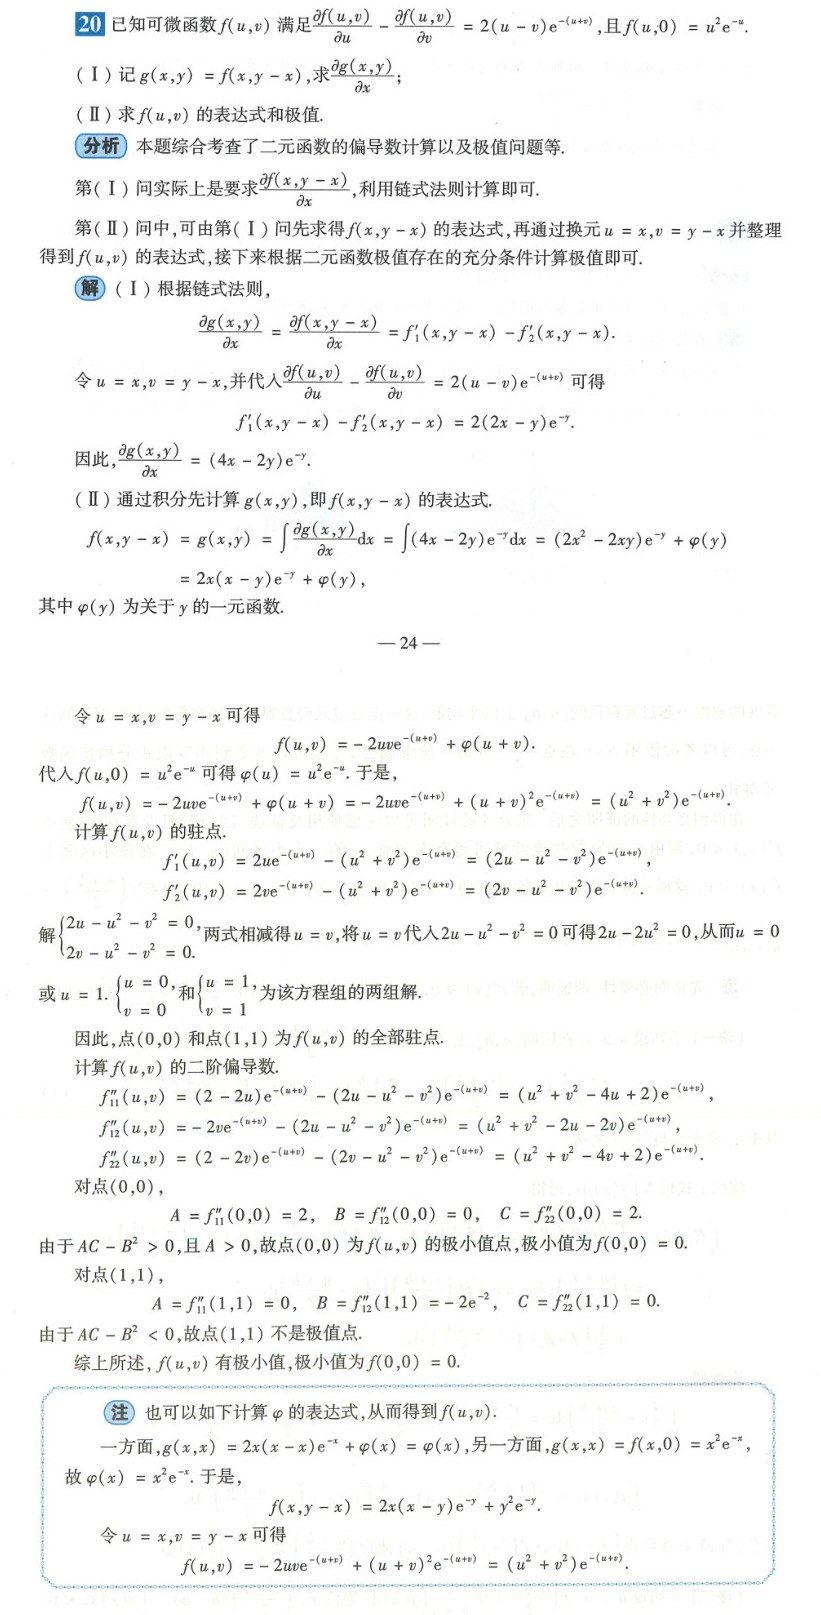 20 已知可微函数f(u,v) 满足∂f(u,v)/∂u - ∂f(u,v)/∂v = 2(u - v)e^{-(u+v)},且f(u,0) = u²e^{-u}.
(Ⅰ) 记g(x,y) = f(x,y - x),求∂g(x,y)/∂x;
(Ⅱ) 求f(u,v) 的表达式和极值.
分析 本题综合考查了二元函数的偏导数计算以及极值问题等.
第(Ⅰ) 问实际上是要求∂f(x,y - x)/∂x,利用链式法则计算即可.
第(Ⅱ) 问中,可由第(Ⅰ) 问先求得f(x,y - x) 的表达式,再通过换元u = x,v = y - x并整理
得到f(u,v) 的表达式,接下来根据二元函数极值存在的充分条件计算极值即可.
解 (Ⅰ) 根据链式法则,
∂g(x,y)/∂x = ∂f(x,y - x)/∂x = f′₁(x,y - x) - f′₂(x,y - x).
令u = x,v = y - x,并代入∂f(u,v)/∂u - ∂f(u,v)/∂v = 2(u - v)e^{-(u+v)} 可得
f′₁(x,y - x) - f′₂(x,y - x) = 2(2x - y)e^{-y}.
因此,∂g(x,y)/∂x = (4x - 2y)e^{-y}.
(Ⅱ) 通过积分先计算g(x,y),即f(x,y - x) 的表达式.
f(x,y - x) = g(x,y) = ∫∂g(x,y)/∂x dx = ∫(4x - 2y)e^{-y}dx = (2x² - 2xy)e^{-y} + φ(y)
= 2x(x - y)e^{-y} + φ(y),
其中φ(y) 为关于y的一元函数.
— 24 —
令u = x,v = y - x可得
f(u,v) = - 2uve^{-(u+v)} + φ(u + v).
代入f(u,0) = u²e^{-u} 可得φ(u) = u²e^{-u}. 于是,
f(u,v) = - 2uve^{-(u+v)} + φ(u + v) = - 2uve^{-(u+v)} + (u + v)²e^{-(u+v)} = (u² + v²)e^{-(u+v)}.
计算f(u,v) 的驻点.
f′₁(u,v) = 2ue^{-(u+v)} - (u² + v²)e^{-(u+v)} = (2u - u² - v²)e^{-(u+v)},
f′₂(u,v) = 2ve^{-(u+v)} - (u² + v²)e^{-(u+v)} = (2v - u² - v²)e^{-(u+v)}.
解{2u - u² - v² = 0, 2v - u² - v² = 0. 两式相减得u = v,将u = v代入2u - u² - v² = 0可得2u - 2u² = 0,从而u = 0
或u = 1. {u = 0, v = 0 和{u = 1, v = 1 为该方程组的两组解.
因此,点(0,0) 和点(1,1) 为f(u,v) 的全部驻点.
计算f(u,v) 的二阶偏导数.
f″₁₁(u,v) = (2 - 2u)e^{-(u+v)} - (2u - u² - v²)e^{-(u+v)} = (u² + v² - 4u + 2)e^{-(u+v)},
f″₁₂(u,v) = - 2ve^{-(u+v)} - (2u - u² - v²)e^{-(u+v)} = (u² + v² - 2u - 2v)e^{-(u+v)},
f″₂₂(u,v) = (2 - 2v)e^{-(u+v)} - (2v - u² - v²)e^{-(u+v)} = (u² + v² - 4v + 2)e^{-(u+v)}.
对点(0,0),
A = f″₁₁(0,0) = 2, B = f″₁₂(0,0) = 0, C = f″₂₂(0,0) = 2.
由于AC - B² > 0,且A > 0,故点(0,0) 为f(u,v) 的极小值点,极小值为f(0,0) = 0.
对点(1,1),
A = f″₁₁(1,1) = 0, B = f″₁₂(1,1) = - 2e^{-2}, C = f″₂₂(1,1) = 0.
由于AC - B² < 0,故点(1,1) 不是极值点.
综上所述,f(u,v) 有极小值,极小值为f(0,0) = 0.
注 也可以如下计算φ的表达式,从而得到f(u,v).
一方面,g(x,x) = 2x(x - x)e^{-x} + φ(x) = φ(x),另一方面,g(x,x) = f(x,0) = x²e^{-x},
故φ(x) = x²e^{-x}. 于是,
f(x,y - x) = 2x(x - y)e^{-y} + y²e^{-y}.
令u = x,v = y - x可得
f(u,v) = - 2uve^{-(u+v)} + (u + v)²e^{-(u+v)} = (u² + v²)e^{-(u+v)}.